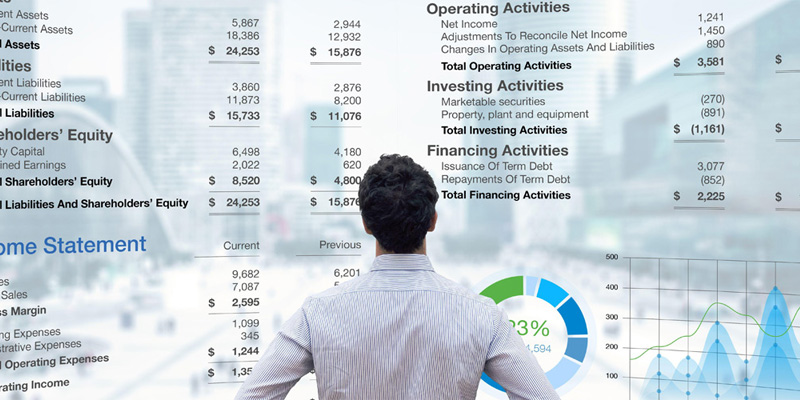 ent Assets 5,867 2,944
-Current Assets 18,386 12,932
Assets $ 24,253 $ 15,876
ities
ent Liabilities 3,860 2,876
-Current Liabilities 11,873 8,200
Liabilities $ 15,733 $ 11,076
eholders' Equity
ty Capital 6,498 4,180
ined Earnings 2,022 620
Shareholders' Equity $ 8,520 $ 4,800
Liabilities And Shareholders' Equity $ 24,253 $ 15,876
ome Statement Current Previous
es 9,682 6,201
Sales 7,087
ss Margin $ 2,595
ng Expenses 1,099
strative Expenses 345
Operating Expenses $ 1,244
rating Income $ 1,35
Operating Activities
Net Income 1,241
Adjustments To Reconcile Net Income 1,450
Changes In Operating Assets And Liabilities 890
Total Operating Activities $ 3,581 $
Investing Activities
Marketable securities (270)
Property, plant and equipment (891)
Total Investing Activities $ (1,161) $
Financing Activities
Issuance Of Term Debt 3,077
Repayments Of Term Debt (852)
Total Financing Activities $ 2,225 $
3%
,594
500
400
300
200
100